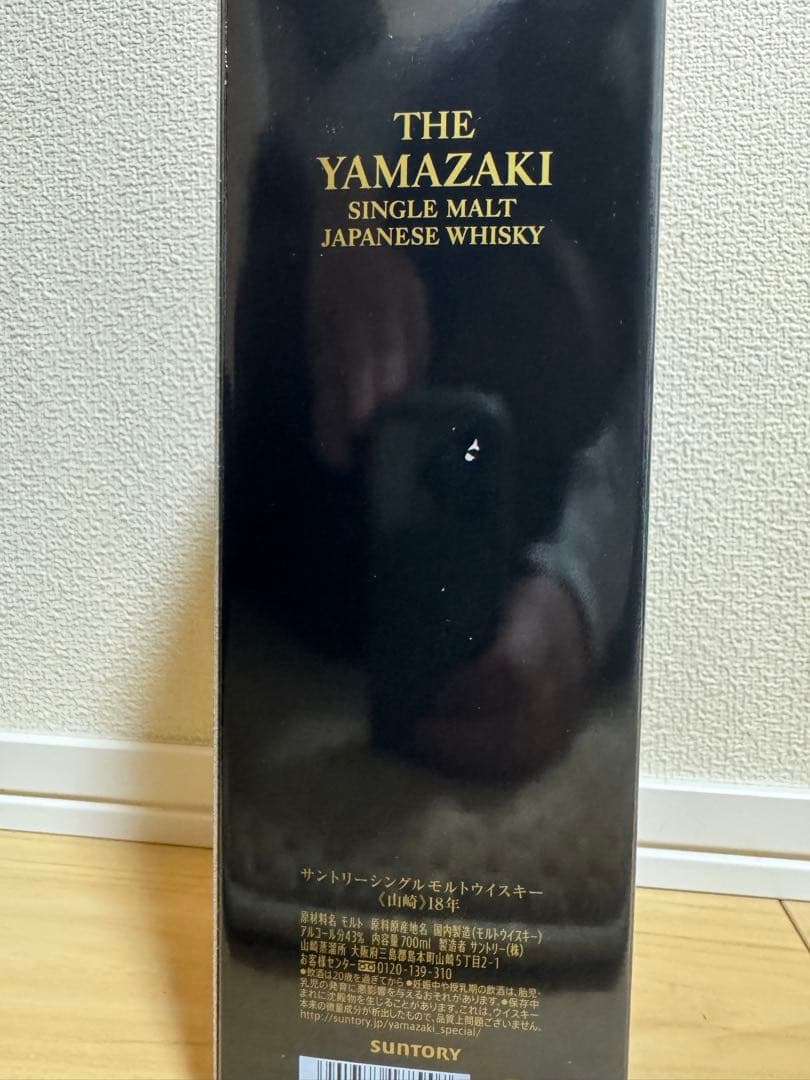 THE
YAMAZAKI
SINGLE MALT
JAPANESE WHISKY
サントリーシングルモルトウイスキー
《山崎》18年
原材料名 モルト 原料原産地名 国内製造(モルトウイスキー)
アルコール分43% 内容量700ml 製造者 サントリー(株)
山崎蒸溜所 大阪府三島郡島本町山崎5丁目2-1
お客様センター 0120-139-310
●飲酒は20歳を過ぎてから ●妊娠中や授乳期の飲酒は、胎児・
乳児の発育に悪影響を与えるおそれがあります。●保存中
まれに沈殿物を生じることがあります。これは、ウイスキー
本来の微量成分が析出したもので、品質上問題ございません。
http://suntory.jp/yamazaki_special/
SUNTORY